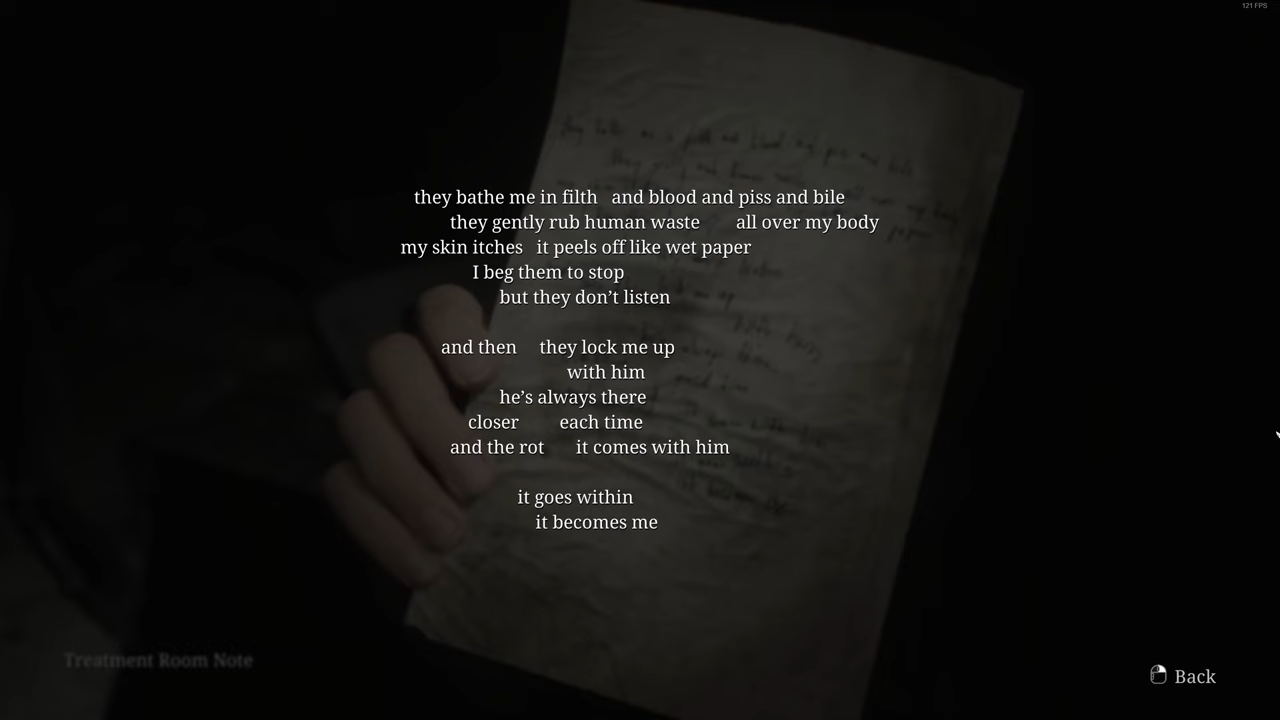 121 FPS
they bathe me in filth   and blood and piss and bile
they gently rub human waste   all over my body
my skin itches   it peels off like wet paper
I beg them to stop
but they don’t listen
and then   they lock me up
with him
he’s always there
closer   each time
and the rot   it comes with him
it goes within
it becomes me
Treatment Room Note
Back